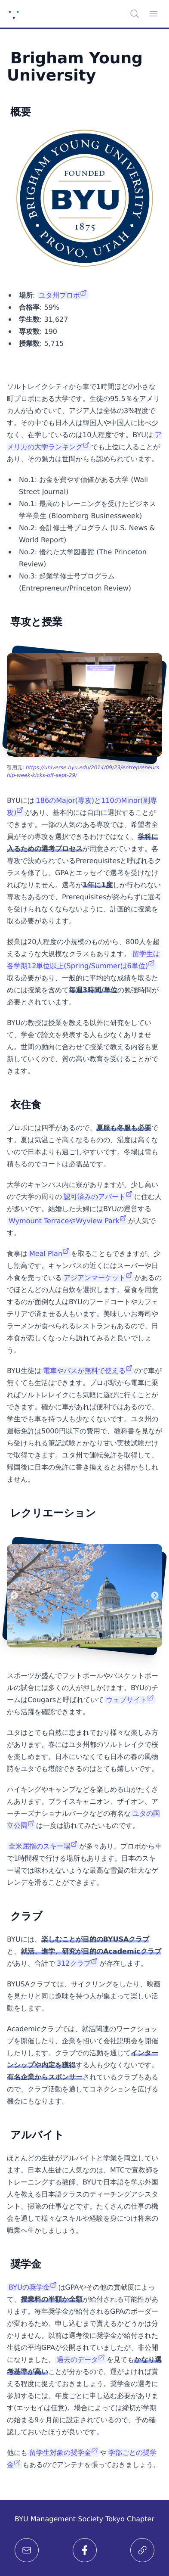 Brigham Young
University
概要
BRIGHAM YOUNG UNIVERSITY
FOUNDED
BYU
1875
PROVO, UTAH
場所: ユタ州プロボ
合格率: 59%
学生数: 31,627
専攻数: 190
授業数: 5,715
ソルトレイクシティから車で1時間ほどの小さな
町プロボにある大学です。生徒の95.5％をアメリ
カ人が占めていて、アジア人は全体の3%程度で
す。その中でも日本人は韓国人や中国人に比べ少
なく、在学しているのは10人程度です。BYUは ア
メリカの大学ランキング でも上位に入ることが
あり、その魅力は世間からも認められています。
No.1: お金を費やす価値がある大学 (Wall
Street Journal)
No.1: 最高のトレーニングを受けたビジネス
学卒業生 (Bloomberg Businessweek)
No.2: 会計修士号プログラム (U.S. News &
World Report)
No.2: 優れた大学図書館 (The Princeton
Review)
No.3: 起業学修士号プログラム
(Entrepreneur/Princeton Review)
専攻と授業
引用元: https://universe.byu.edu/2014/09/23/entrepreneurs
hip-week-kicks-off-sept-29/
BYUには 186のMajor(専攻)と110のMinor(副専
攻) があり、基本的には自由に選択することが
できます。一部の人気のある専攻では、希望者全
員がその専攻を選択できるわけではなく、学科に
入るための選考プロセスが用意されています。各
専攻で決められているPrerequisitesと呼ばれるク
ラスを修了し、GPAとエッセイで選考を受けなけ
ればなりません。選考が1年に1度しか行われない
専攻もあるため、Prerequisitesが終わらずに選考
を受けられなくならないように、計画的に授業を
取る必要があります。
授業は20人程度の小規模のものから、800人を超
えるような大規模なクラスもあります。 留学生は
各学期12単位以上(Spring/Summerは6単位)
取る必要があり、一般的に平均的な成績を取るた
めには授業を含めて毎週3時間/単位の勉強時間が
必要とされています。
BYUの教授は授業を教える以外に研究をしてい
て、学会で論文を発表する人も少なくありませ
ん。世間の動向に合わせて授業で教える内容も更
新していくので、質の高い教育を受けることがで
きます。
衣住食
プロボには四季があるので、夏服も冬服も必要で
す。夏は気温こそ高くなるものの、湿度は高くな
いので日本よりも過ごしやすいです。冬場は雪も
積もるのでコートは必需品です。
大学のキャンパス内に寮がありますが、少し高い
ので大学の周りの 認可済みのアパート に住む人
が多いです。結婚した夫婦にはBYUの運営する
Wymount TerraceやWyview Park が人気で
す。
食事は Meal Plan を取ることもできますが、少
し割高です。キャンパスの近くにはスーパーや日
本食を売っている アジアンマーケット があるの
でほとんどの人は自炊を選択します。昼食を用意
するのが面倒な人はBYUのフードコートやカフェ
テリアで済ませる人もいます。美味しいお寿司や
ラーメンが食べられるレストランもあるので、日
本食が恋しくなったら訪れてみると良いでしょ
う。
BYU生徒は 電車やバスが無料で使える ので車が
無くても生活はできます。プロボ駅から電車に乗
ればソルトレイクにも気軽に遊びに行くことがで
きます。確かに車があれば便利ではあるので、
学生でも車を持つ人も少なくないです。ユタ州の
運転免許は5000円以下の費用で、教科書を見なが
ら受けられる筆記試験とかなり甘い実技試験だけ
で取得できます。ユタ州で運転免許を取得して、
帰国後に日本の免許に書き換えるとお得かもしれ
ません。
レクリエーション
スポーツが盛んでフットボールやバスケットボー
ルの試合には多くの人が押しかけます。BYUのチ
ームはCougarsと呼ばれていて ウェブサイト
から活躍を確認できます。
ユタはとても自然に恵まれており様々な楽しみ方
があります。春にはユタ州都のソルトレイクで桜
を楽しめます。日本にいなくても日本の春の風物
詩をユタでも堪能できるのはとても嬉しいです。
ハイキングやキャンプなどを楽しめる山がたくさ
んあります。ブライスキャニオン、ザイオン、ア
ーチーズナショナルパークなどの有名な ユタの国
立公園 は一度は訪れてみたいものです。
全米屈指のスキー場 が多々あり、プロボから車
で1時間程で行ける場所もあります。日本のスキ
ー場では味わえないような最高な雪質の壮大なゲ
レンデを滑ることができます。
クラブ
BYUには、楽しむことが目的のBYUSAクラブ
と、就活、進学、研究が目的のAcademicクラブ
があり、合計で 312クラブ が存在します。
BYUSAクラブでは、サイクリングをしたり、映画
を見たりと同じ趣味を持つ人が集まって楽しい活
動をします。
Academicクラブでは、就活関連のワークショッ
プを開催したり、企業を招いて会社説明会を開催
したりします。クラブでの活動を通じてインター
ンシップや内定を獲得する人も少なくないです。
有名企業からスポンサーされているクラブもある
ので、クラブ活動を通じてコネクションを広げる
機会にもなります。
アルバイト
ほとんどの生徒がアルバイトと学業を両立してい
ます。日本人生徒に人気なのは、MTCで宣教師を
トレーニングする教師、BYUで日本語を学ぶ外国
人を教える日本語クラスのティーチングアシスタ
ント、掃除の仕事などです。たくさんの仕事の機
会を通して様々なスキルや経験を身につけ将来の
職業へ生かしましょう。
奨学金
BYUの奨学金 はGPAやその他の貢献度によっ
て、授業料の半額か全額が給付される可能性があ
ります。毎年奨学金が給付されるGPAのボーダー
が変わるため、申し込むまで貰えるかどうかは分
かりません。以前は選考後に奨学金が給付された
生徒の平均GPAが公開されていましたが、非公開
になりました。 過去のデータ を見てもかなり選
考基準が高いことが分かるので、運がよければ貰
える程度に捉えておきましょう。奨学金の選考に
参加するには、年度ごとに申し込む必要がありま
す(エッセイは任意)。場合によっては締切が学期
の始まる9ヶ月前に設定されているので、予め確
認しておいたほうが良いです。
他にも 留学生対象の奨学金 や 学部ごとの奨学
金 もあるのでアンテナを張っておきましょう。
BYU Management Society Tokyo Chapter